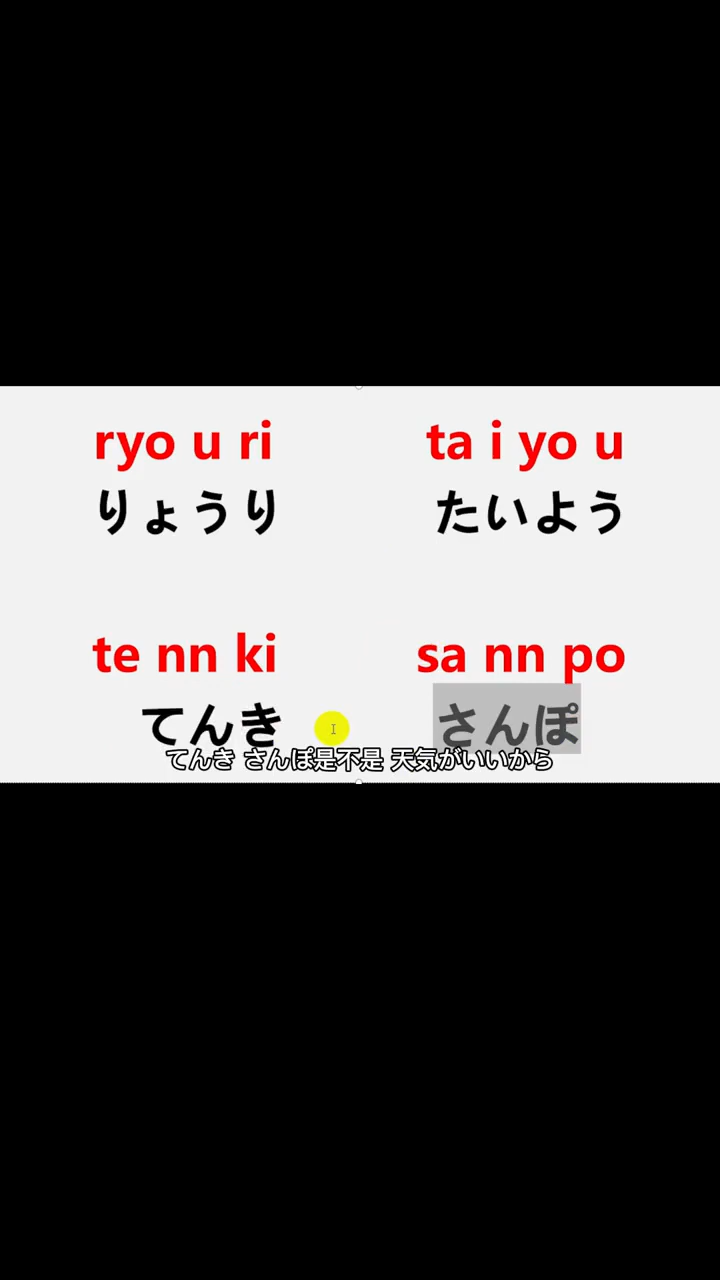 ryo u ri
ta i yo u
りょうり
たいよう
te nn ki
sa nn po
てんき
さんぽ
てんき さんぽ是不是 天気がいいから